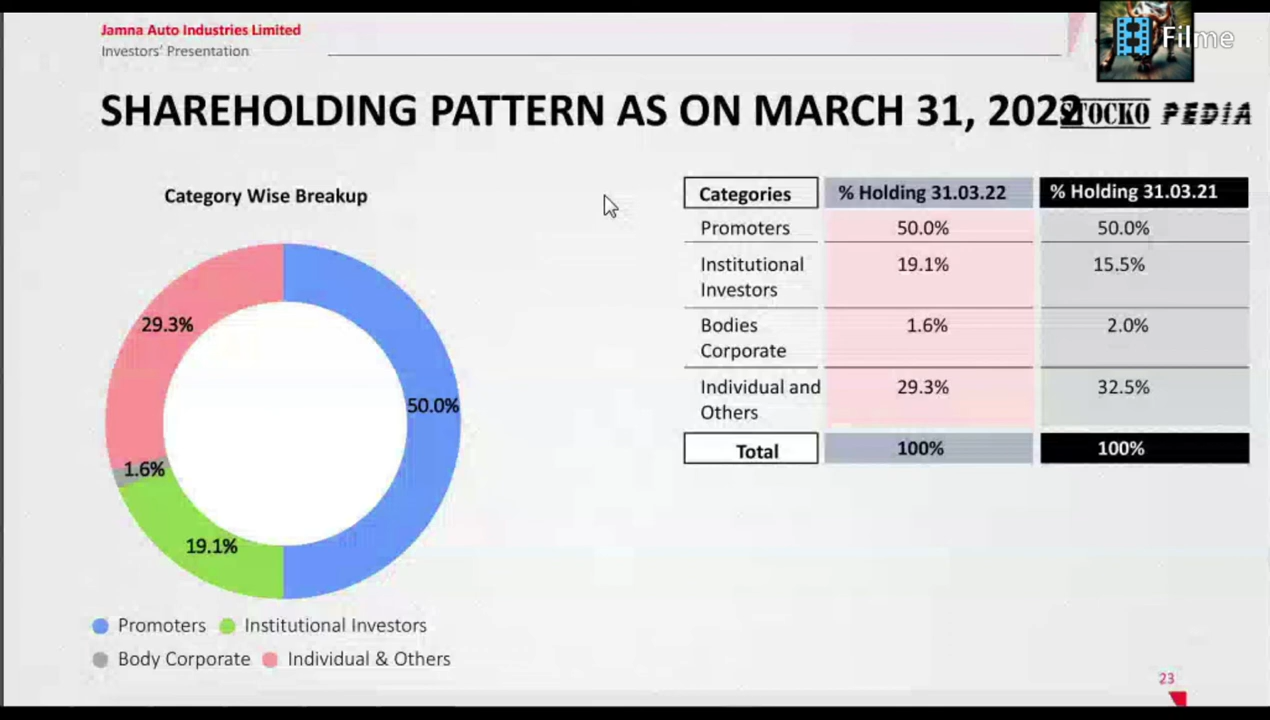 Jamna Auto Industries Limited
Investors' Presentation
Filme
SHAREHOLDING PATTERN AS ON MARCH 31, 2022
STOCKO PEDIA
Category Wise Breakup
29.3%
50.0%
1.6%
19.1%
Promoters Institutional Investors
Body Corporate Individual & Others
Categories % Holding 31.03.22 % Holding 31.03.21
Promoters 50.0% 50.0%
Institutional 19.1% 15.5%
Investors
Bodies 1.6% 2.0%
Corporate
Individual and 29.3% 32.5%
Others
Total 100% 100%
23